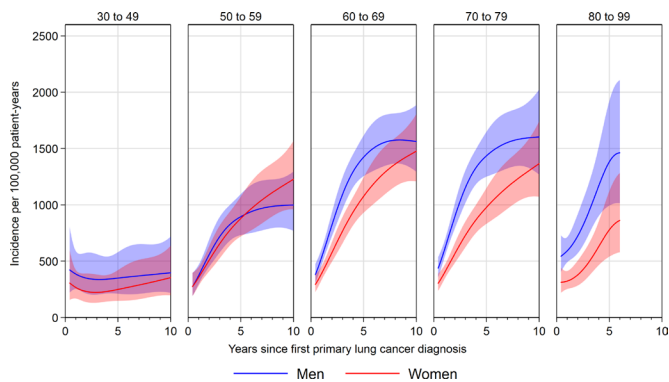 30 to 49 50 to 59 60 to 69 70 to 79 80 to 99
2500
2000
1500
1000
500
0
0 5 10 0 5 10 0 5 10 0 5 10 0 5 10
Incidence per 100,000 patient-years
Years since first primary lung cancer diagnosis
Men Women